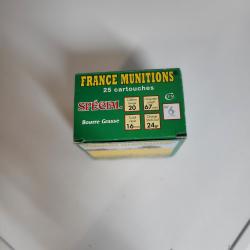 FRANCE MUNITIONS
25 cartouches
SPÉCIAL
20
67
6
Bourre Grasse
16
24